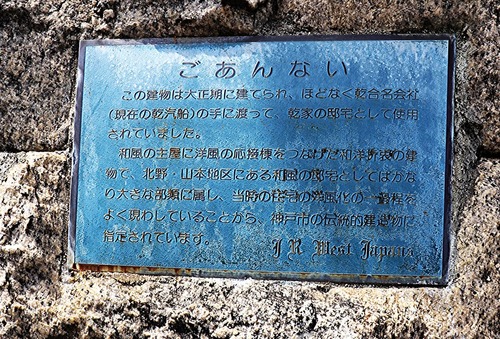 ごあんない
この建物は大正期に建てられ、ほどなく乾合名会社
(現在の乾汽船)の手に渡って、乾家の邸宅として使用
されていました。
和風の主屋に洋風の応接棟をつなげた和洋折衷の建
物で、北野・山本地区にある和風の邸宅としてはかな
り大きな部類に属し、当時の住宅の洋風化の一過程を
よく現わしていることから、神戸市の伝統的建造物に
指定されています。
JR West Japan